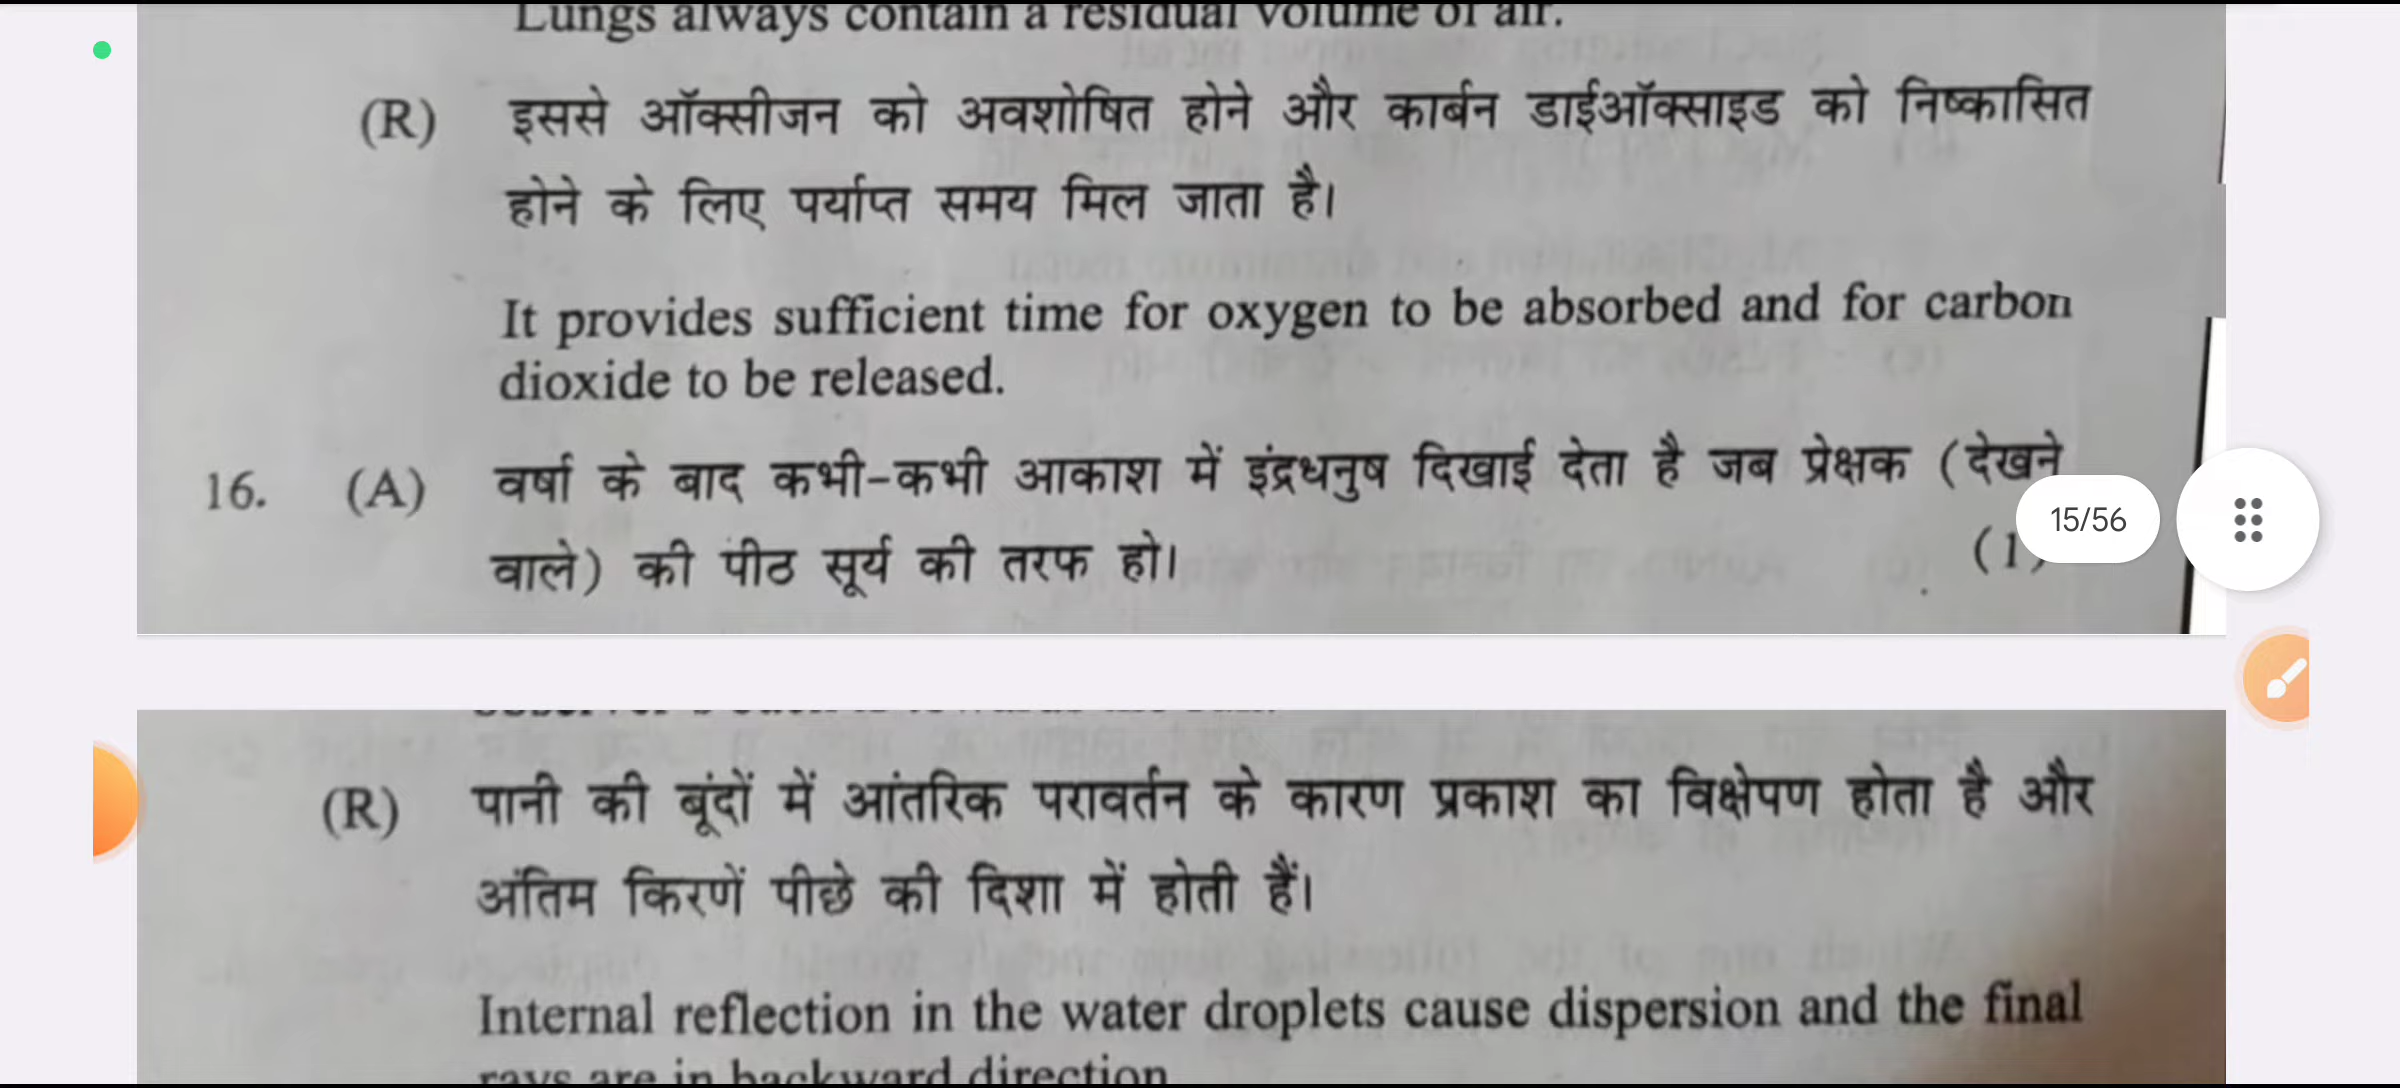 Lungs always contain a residual volume of air.
(R) इससे ऑक्सीजन को अवशोषित होने और कार्बन डाईऑक्साइड को निष्कासित
होने के लिए पर्याप्त समय मिल जाता है।
It provides sufficient time for oxygen to be absorbed and for carbon
dioxide to be released.
16. (A) वर्षा के बाद कभी-कभी आकाश में इंद्रधनुष दिखाई देता है जब प्रेक्षक (देखने
15/56
वाले) की पीठ सूर्य की तरफ हो। (1)
(R) पानी की बूंदों में आंतरिक परावर्तन के कारण प्रकाश का विक्षेपण होता है और
अंतिम किरणें पीछे की दिशा में होती हैं।
Internal reflection in the water droplets cause dispersion and the final
rays are in backward direction